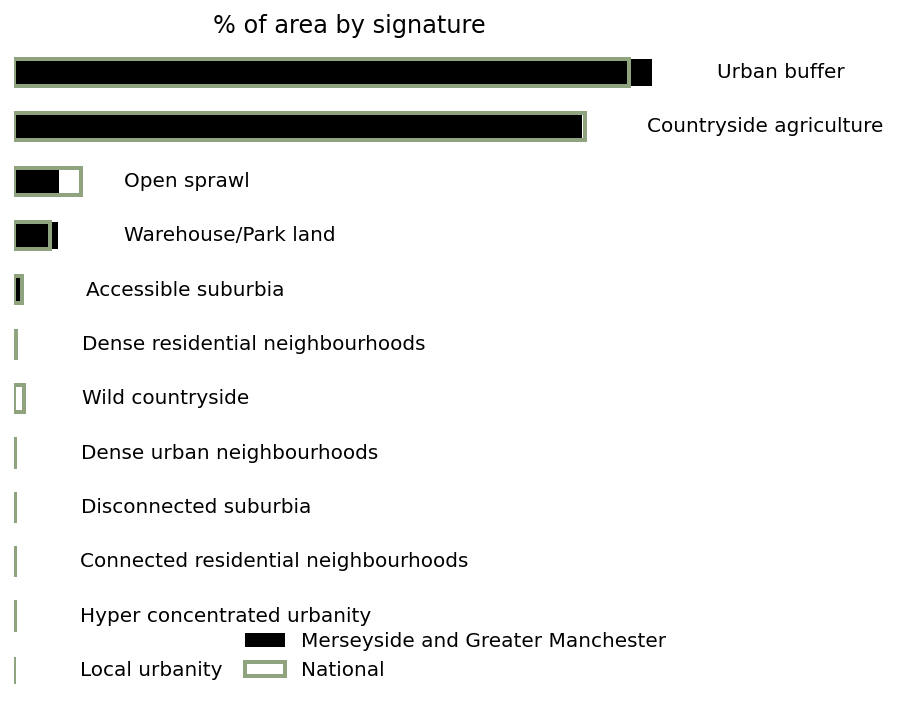 % of area by signature
Urban buffer
Countryside agriculture
Open sprawl
Warehouse/Park land
Accessible suburbia
Dense residential neighbourhoods
Wild countryside
Dense urban neighbourhoods
Disconnected suburbia
Connected residential neighbourhoods
Hyper concentrated urbanity
Merseyside and Greater Manchester
Local urbanity
National